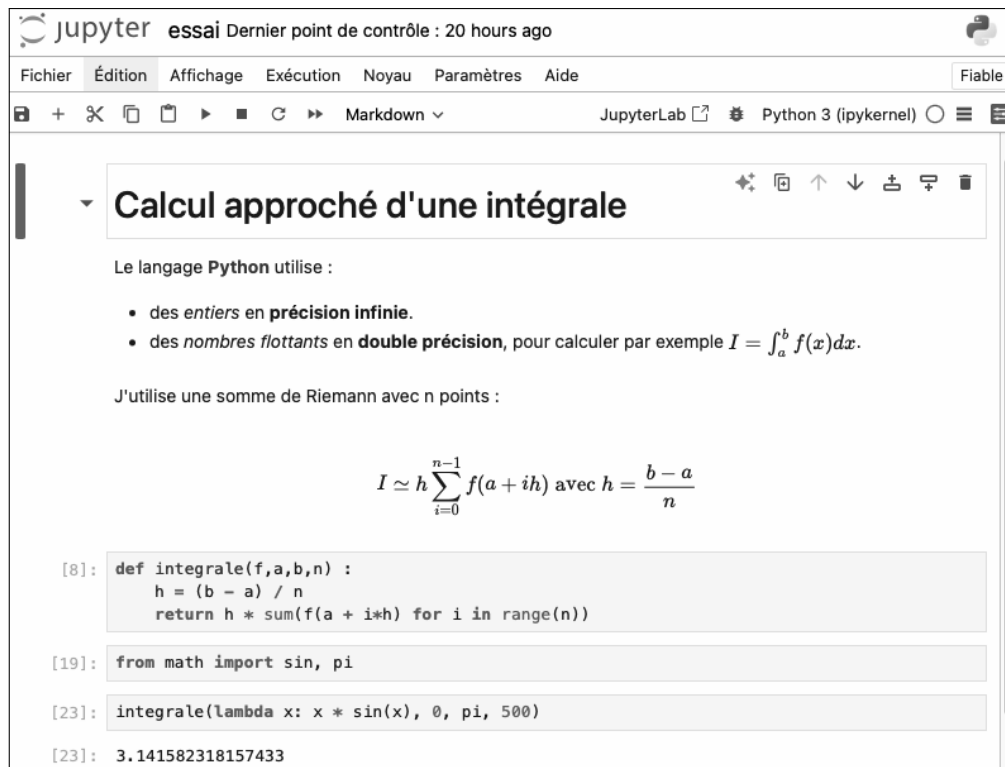 jupyter essai Dernier point de contrôle : 20 hours ago
Fichier Édition Affichage Exécution Noyau Paramètres Aide Fiable
Markdown JupyterLab Python 3 (ipykernel)
Calcul approché d'une intégrale
Le langage Python utilise :
• des entiers en précision infinie.
• des nombres flottants en double précision, pour calculer par exemple I = ∫_a^b f(x)dx.
J'utilise une somme de Riemann avec n points :
I ≃ h ∑_{i=0}^{n−1} f(a + ih) avec h = (b − a)/n
[8]: def integrale(f,a,b,n) :
h = (b - a) / n
return h * sum(f(a + i*h) for i in range(n))
[19]: from math import sin, pi
[23]: integrale(lambda x: x * sin(x), 0, pi, 500)
[23]: 3.141582318157433